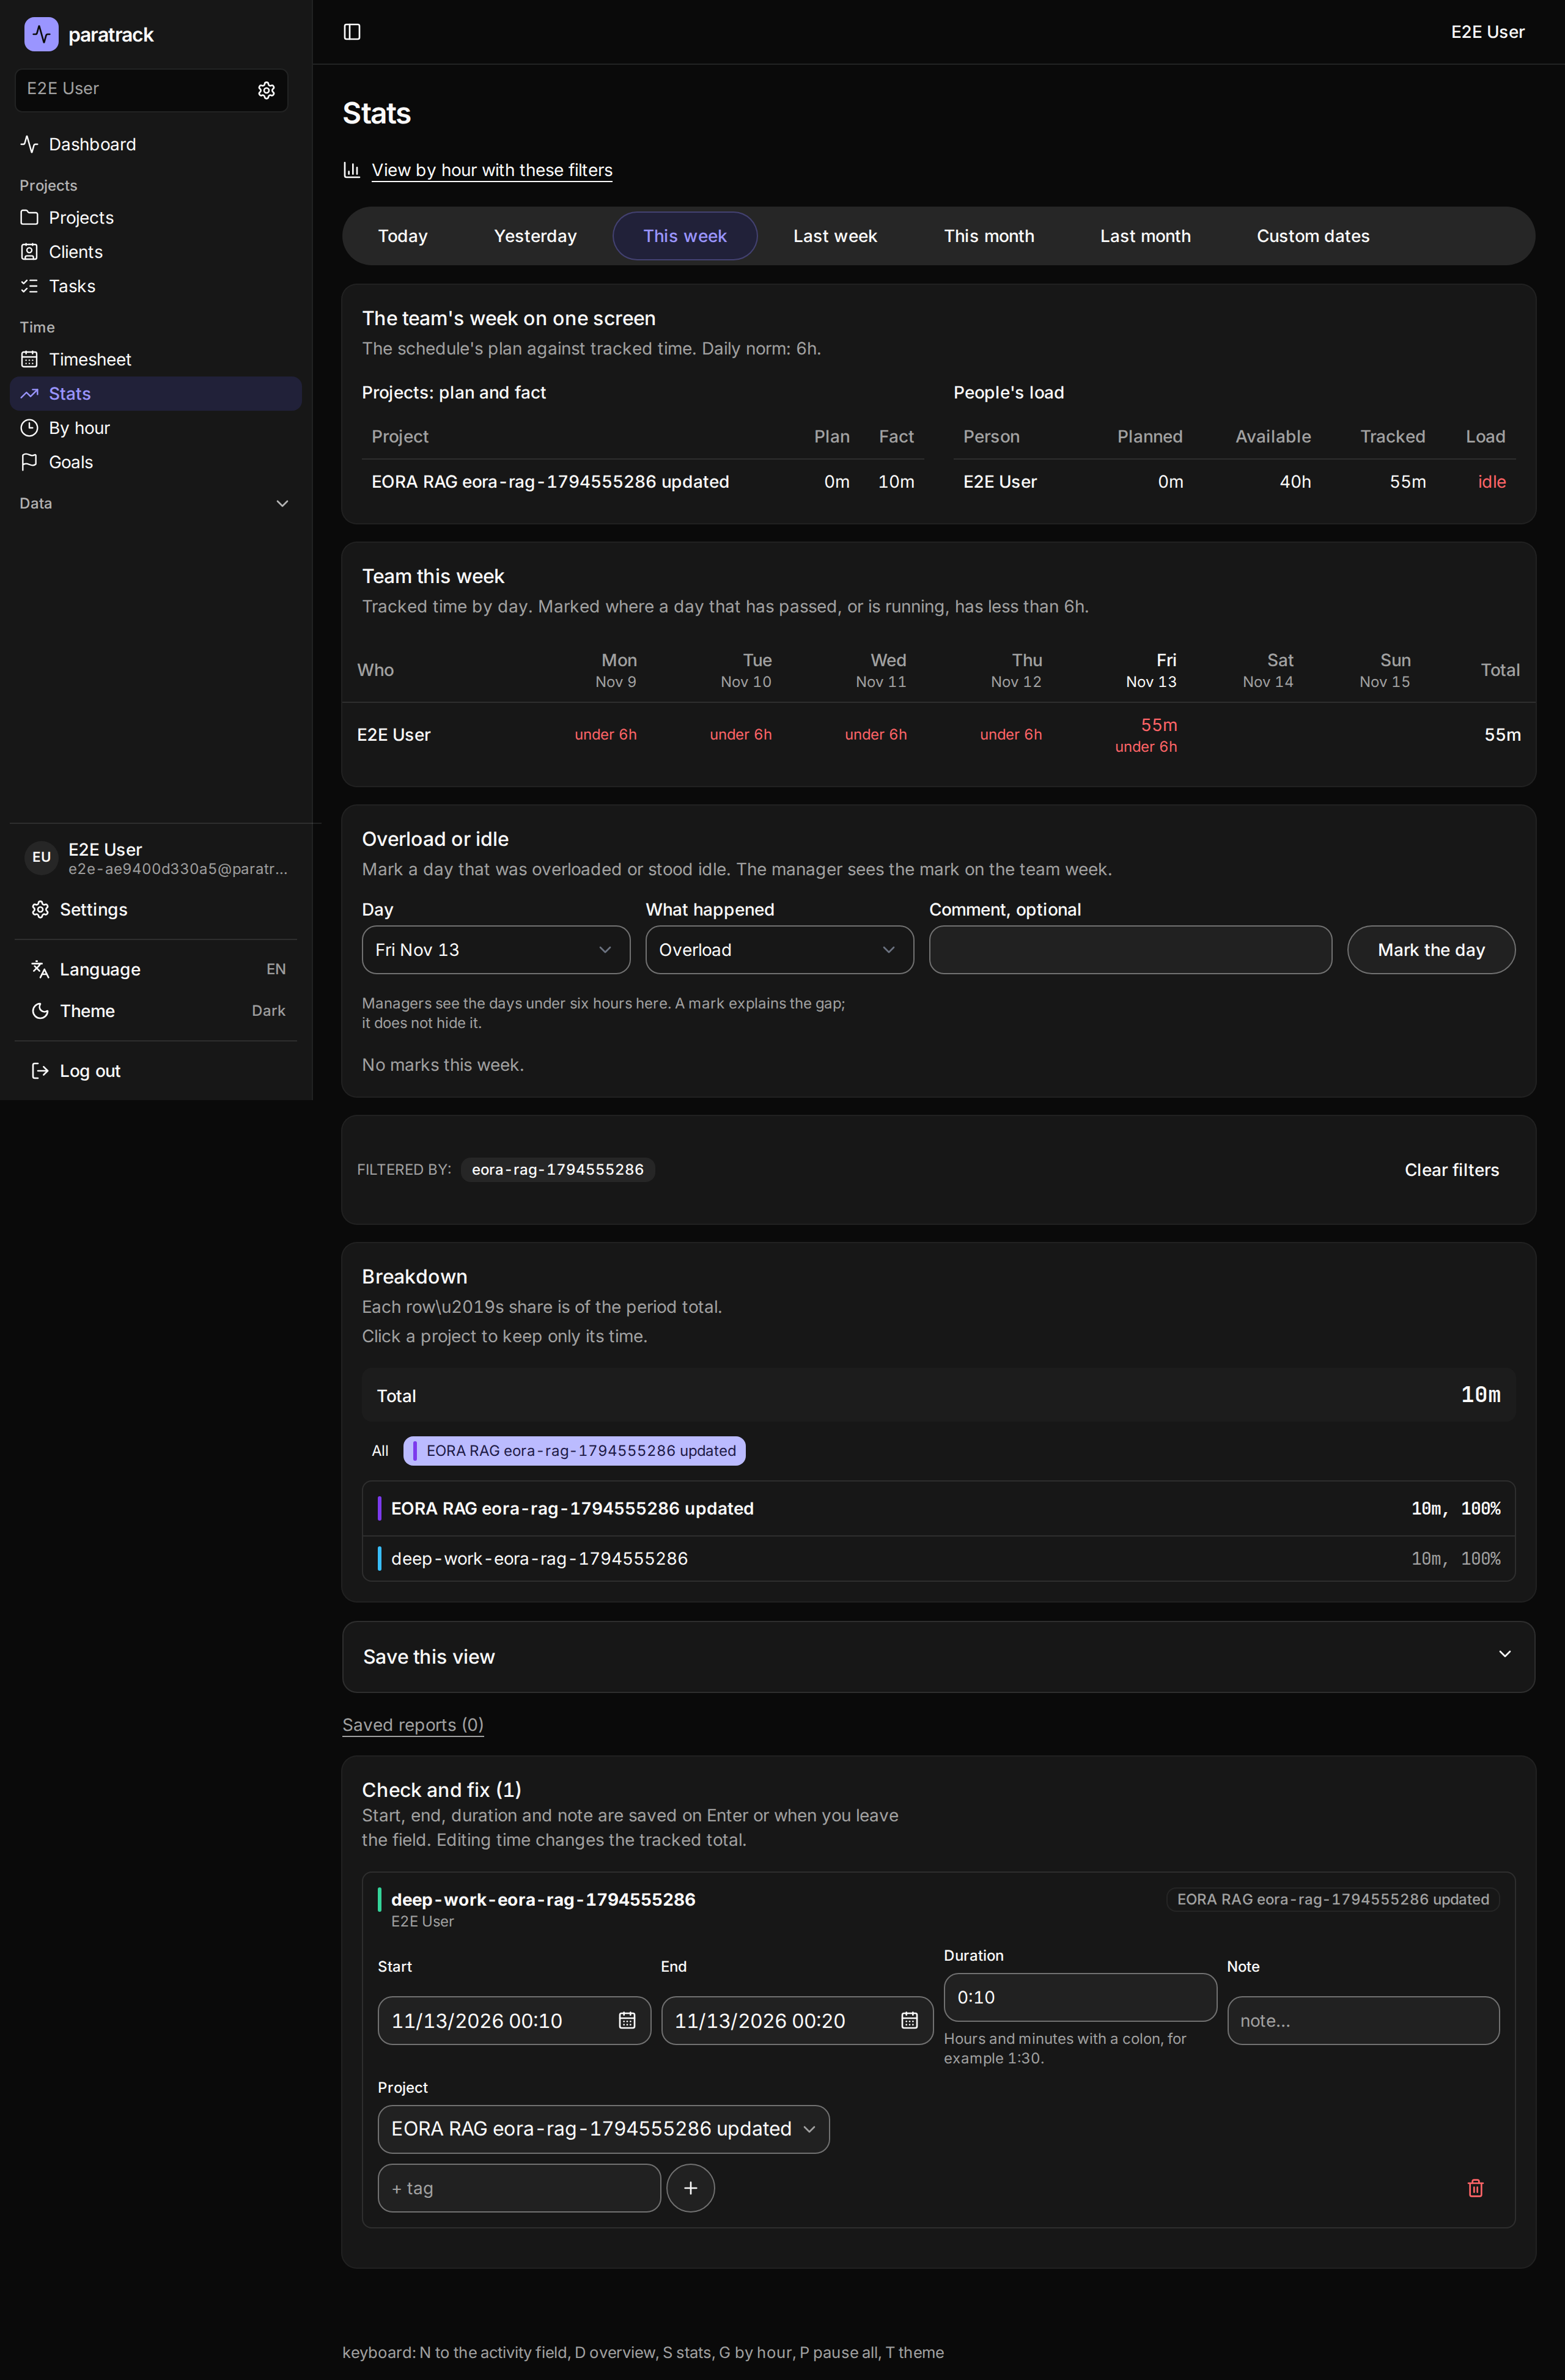 paratrack
E2E User
Dashboard
Projects
Projects
Clients
Tasks
Time
Timesheet
Stats
By hour
Goals
Data
EU
E2E User
e2e-ae9400d330a5@paratr...
Settings
Language EN
Theme Dark
Log out
E2E User
Stats
View by hour with these filters
Today Yesterday This week Last week This month Last month Custom dates
The team's week on one screen
The schedule's plan against tracked time. Daily norm: 6h.
Projects: plan and fact
Project Plan Fact
EORA RAG eora-rag-1794555286 updated 0m 10m
People's load
Person Planned Available Tracked Load
E2E User 0m 40h 55m idle
Team this week
Tracked time by day. Marked where a day that has passed, or is running, has less than 6h.
Who Mon Tue Wed Thu Fri Sat Sun Total
Nov 9 Nov 10 Nov 11 Nov 12 Nov 13 Nov 14 Nov 15
E2E User under 6h under 6h under 6h under 6h 55m 55m
under 6h
Overload or idle
Mark a day that was overloaded or stood idle. The manager sees the mark on the team week.
Day What happened Comment, optional
Fri Nov 13 Overload Mark the day
Managers see the days under six hours here. A mark explains the gap;
it does not hide it.
No marks this week.
FILTERED BY: eora-rag-1794555286 Clear filters
Breakdown
Each row\u2019s share is of the period total.
Click a project to keep only its time.
Total 10m
All EORA RAG eora-rag-1794555286 updated
EORA RAG eora-rag-1794555286 updated 10m, 100%
deep-work-eora-rag-1794555286 10m, 100%
Save this view
Saved reports (0)
Check and fix (1)
Start, end, duration and note are saved on Enter or when you leave
the field. Editing time changes the tracked total.
deep-work-eora-rag-1794555286 EORA RAG eora-rag-1794555286 updated
E2E User
Start End Duration Note
11/13/2026 00:10 11/13/2026 00:20 0:10 note...
Hours and minutes with a colon, for
example 1:30.
Project
EORA RAG eora-rag-1794555286 updated
+ tag
keyboard: N to the activity field, D overview, S stats, G by hour, P pause all, T theme